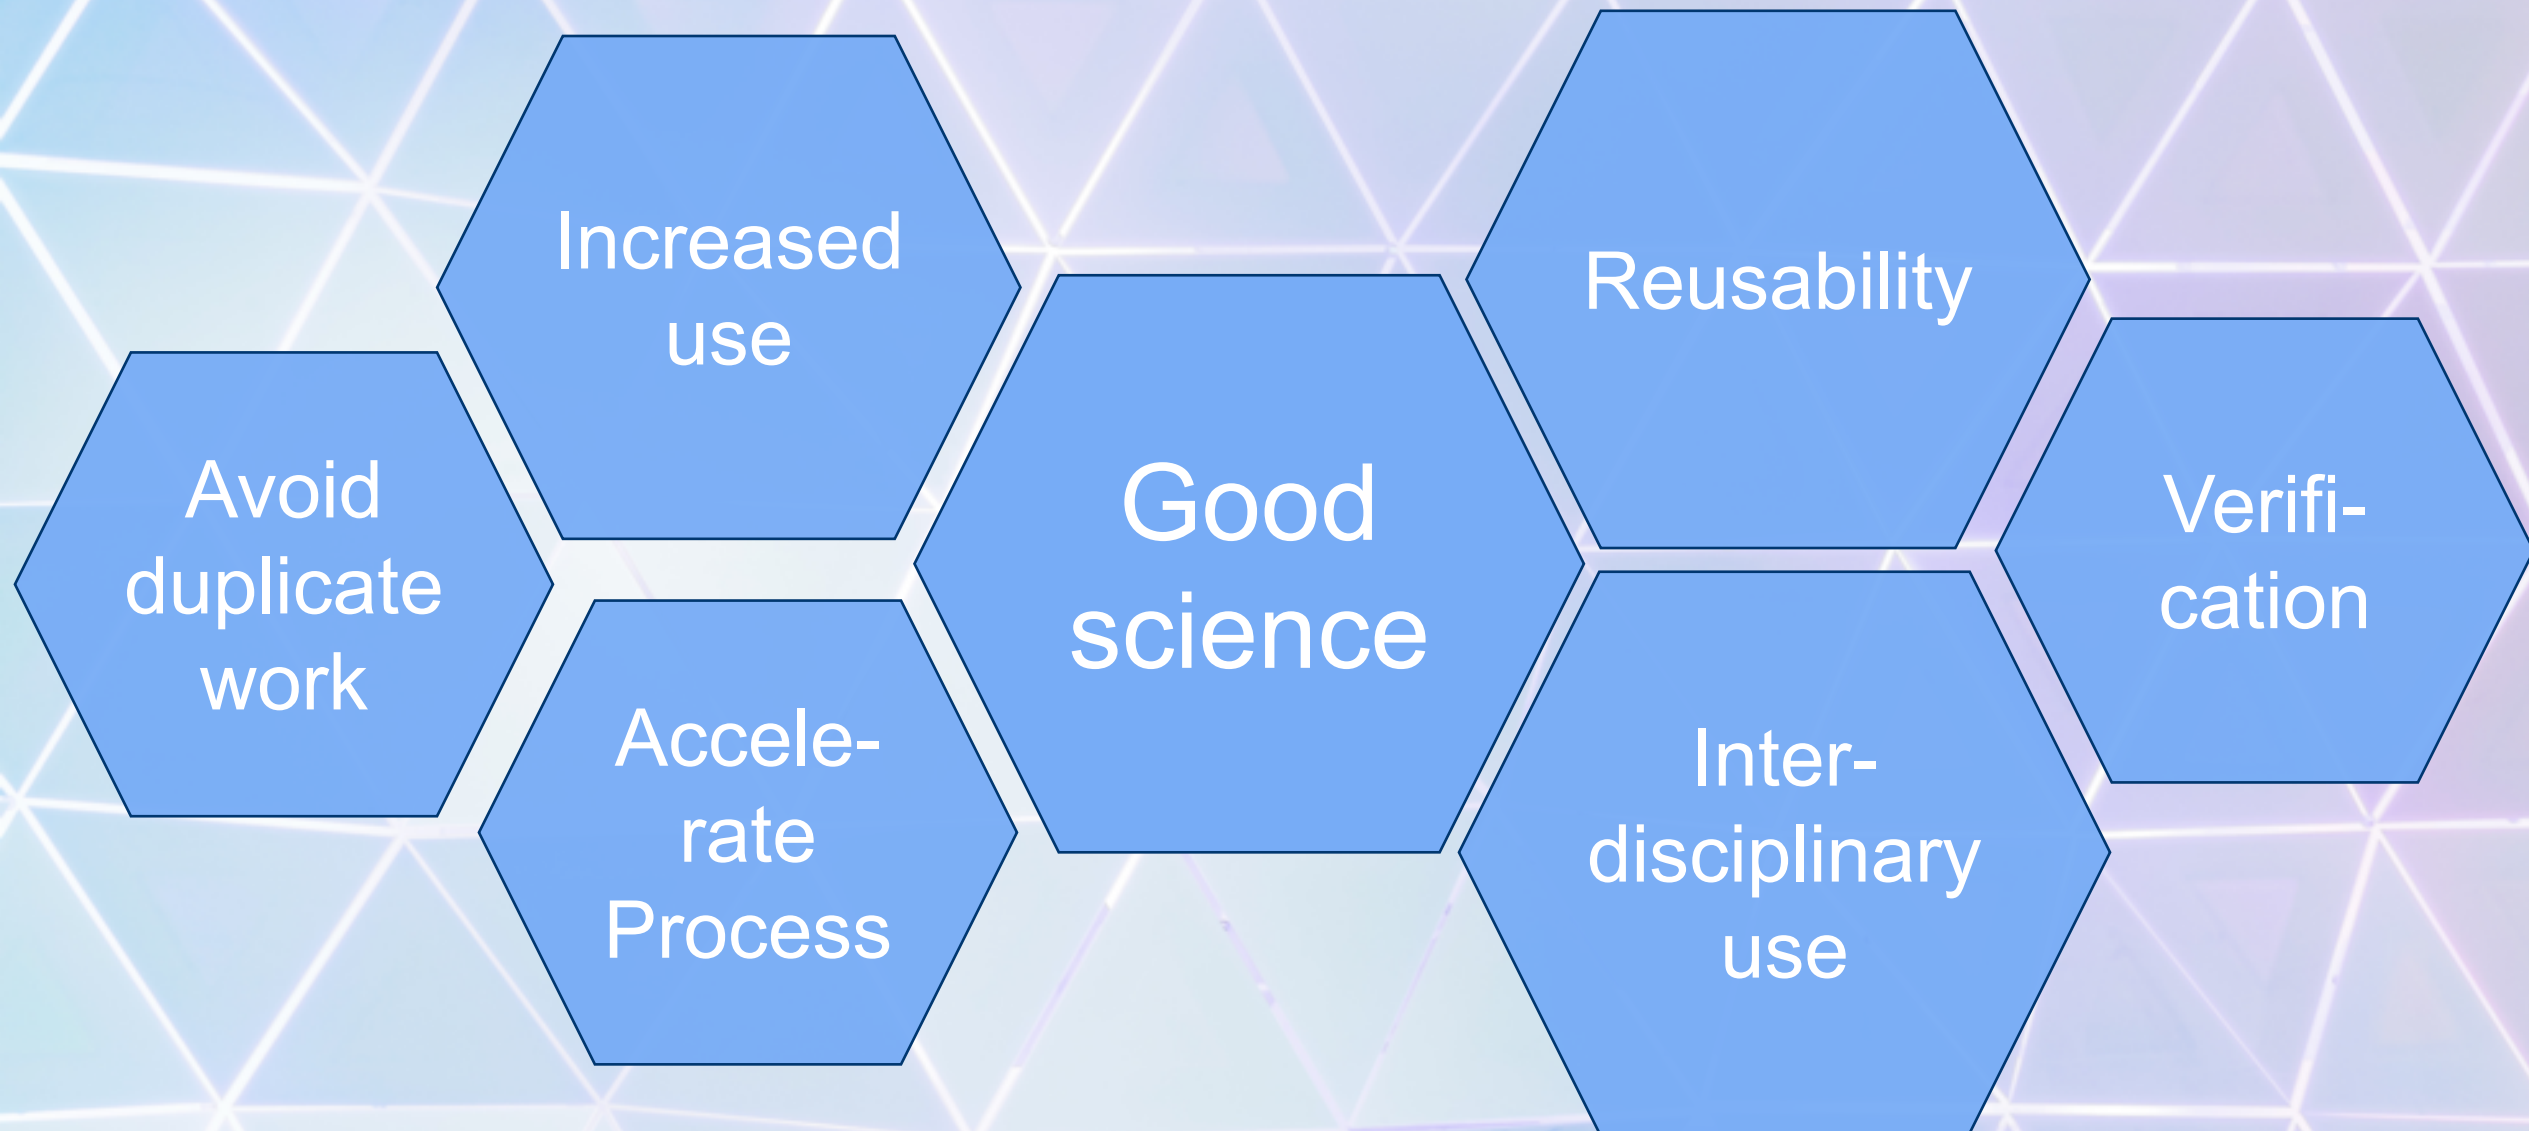 Increased
use
Reusability
Avoid
duplicate
work
Good
science
Verifi-
cation
Accele-
rate
Process
Inter-
disciplinary
use